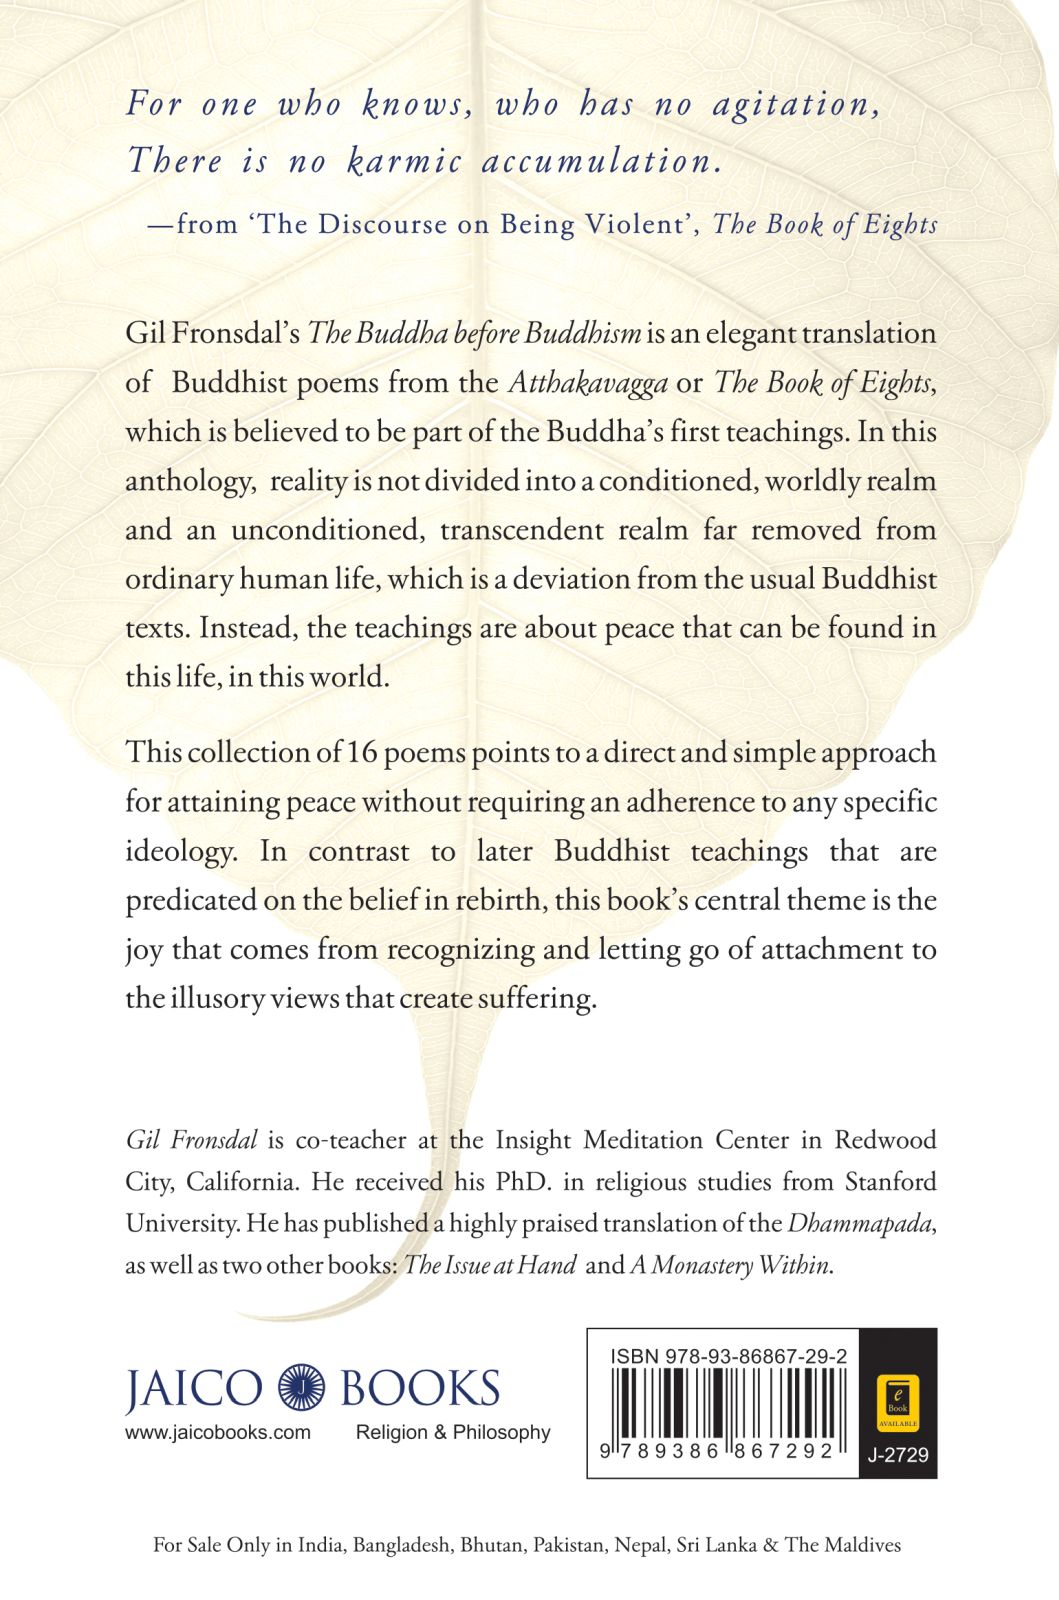 For one who knows, who has no agitation,
There is no karmic accumulation.
—from ‘The Discourse on Being Violent’, The Book of Eights
Gil Fronsdal’s The Buddha before Buddhism is an elegant translation
of Buddhist poems from the Atthakavagga or The Book of Eights,
which is believed to be part of the Buddha’s first teachings. In this
anthology, reality is not divided into a conditioned, worldly realm
and an unconditioned, transcendent realm far removed from
ordinary human life, which is a deviation from the usual Buddhist
texts. Instead, the teachings are about peace that can be found in
this life, in this world.
This collection of 16 poems points to a direct and simple approach
for attaining peace without requiring an adherence to any specific
ideology. In contrast to later Buddhist teachings that are
predicated on the belief in rebirth, this book’s central theme is the
joy that comes from recognizing and letting go of attachment to
the illusory views that create suffering.
Gil Fronsdal is co-teacher at the Insight Meditation Center in Redwood
City, California. He received his PhD. in religious studies from Stanford
University. He has published a highly praised translation of the Dhammapada,
as well as two other books: The Issue at Hand and A Monastery Within.
JAICO J BOOKS
www.jaicobooks.com Religion & Philosophy
ISBN 978-93-86867-29-2
9 789386 867292
e
Book
AVAILABLE
J-2729
For Sale Only in India, Bangladesh, Bhutan, Pakistan, Nepal, Sri Lanka & The Maldives